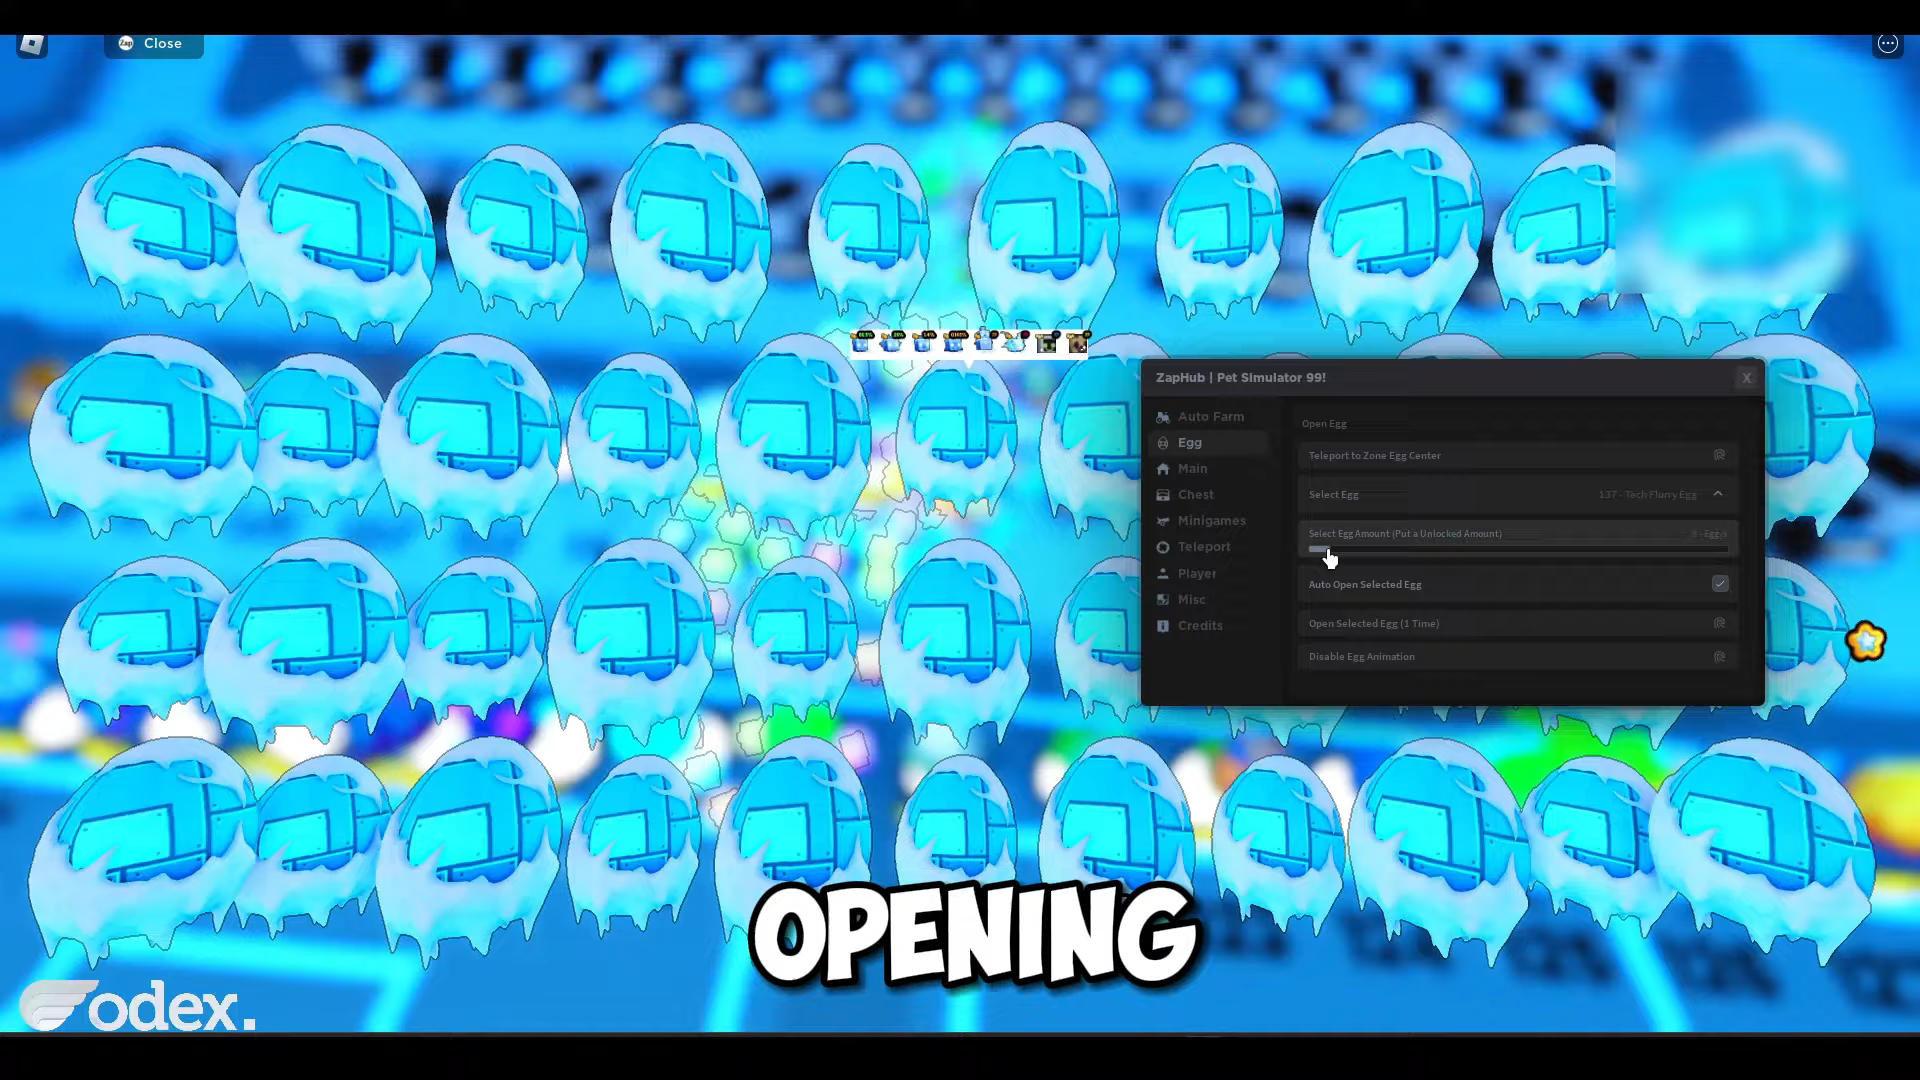 Zap Close
ZapHub | Pet Simulator 99!
X
Auto Farm
Egg
Main
Chest
Minigames
Teleport
Player
Misc
Credits
Open Egg
Teleport to Zone Egg Center
Select Egg 137 - Tech Flurry Egg
Select Egg Amount (Put a Unlocked Amount) - Egg/s
Auto Open Selected Egg
Open Selected Egg (1 Time)
Disable Egg Animation
OPENING
odex.